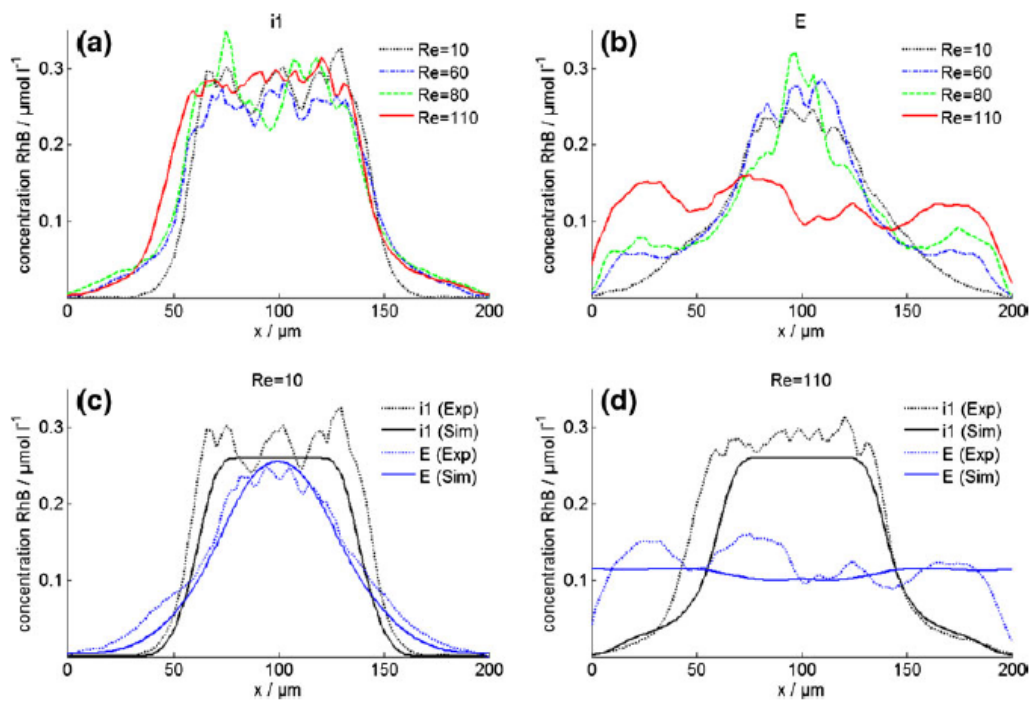 i1
(a)
Re=10
Re=60
Re=80
Re=110
concentration RhB / µmol l⁻¹
0.3
0.2
0.1
0 50 100 150 200
x / µm
E
(b)
Re=10
Re=60
Re=80
Re=110
concentration RhB / µmol l⁻¹
0.3
0.2
0.1
0 50 100 150 200
x / µm
Re=10
(c)
i1 (Exp)
i1 (Sim)
E (Exp)
E (Sim)
concentration RhB / µmol l⁻¹
0.3
0.2
0.1
0 50 100 150 200
x / µm
Re=110
(d)
i1 (Exp)
i1 (Sim)
E (Exp)
E (Sim)
concentration RhB / µmol l⁻¹
0.3
0.2
0.1
0 50 100 150 200
x / µm